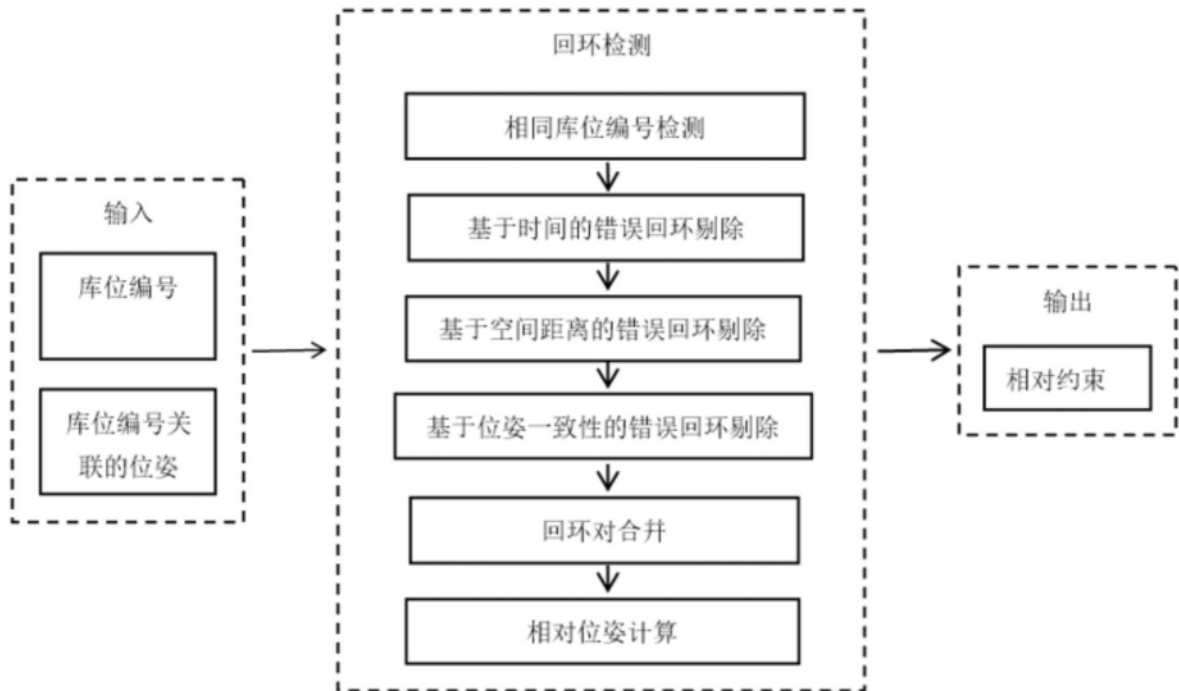 输入
库位编号
库位编号关
联的位姿
回环检测
相同库位编号检测
基于时间的错误回环剔除
基于空间距离的错误回环剔除
基于位姿一致性的错误回环剔除
回环对合并
相对位姿计算
输出
相对约束